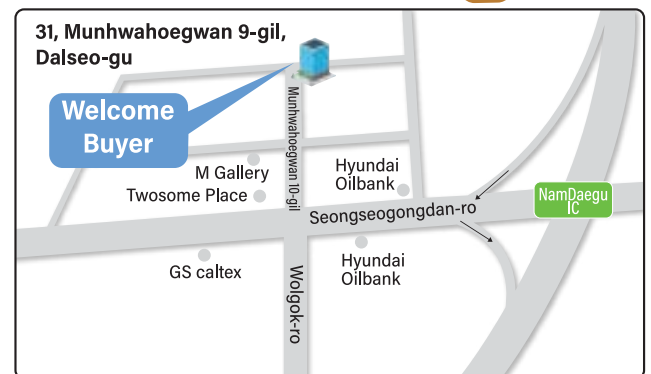 31, Munhwahoegwan 9-gil,
Dalseo-gu
Welcome
Buyer
Munhwahoegwan 10-gil
M Gallery
Twosome Place
Hyundai
Oilbank
NamDaegu
IC
Seongseogongdan-ro
GS caltex
Wolgok-ro
Hyundai
Oilbank